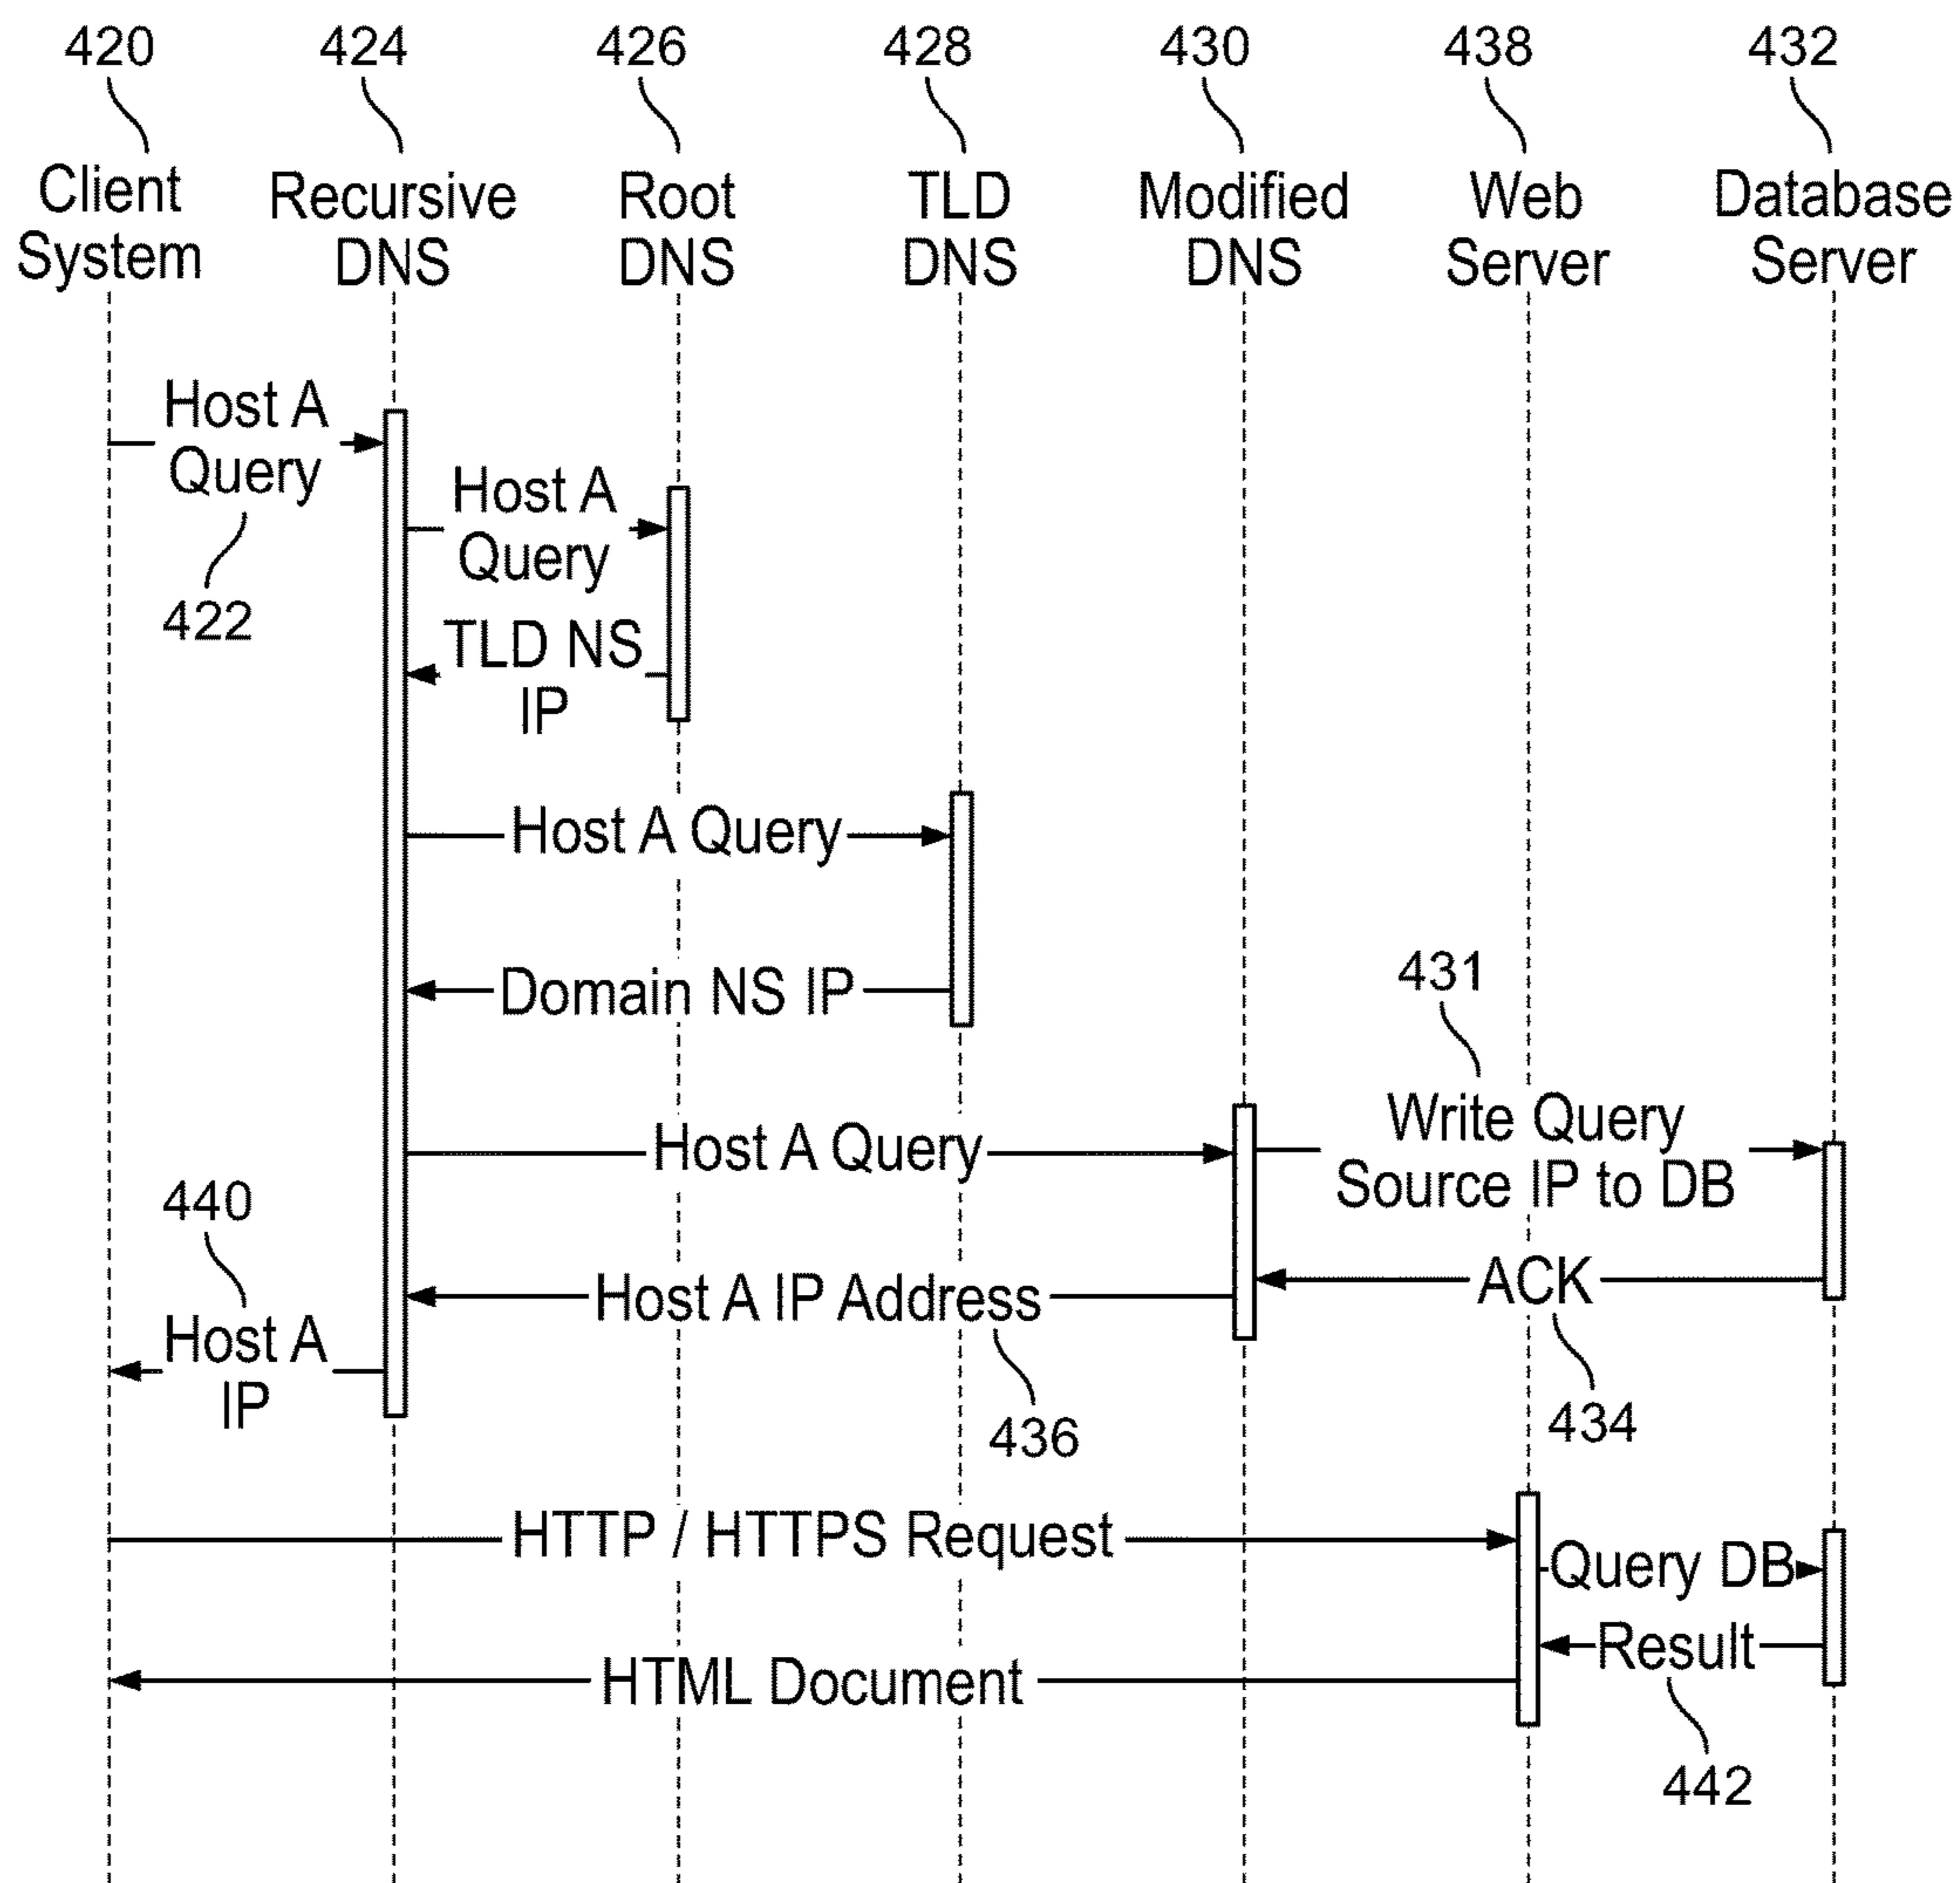 420
424
426
428
430
438
432
Client
System
Recursive
DNS
Root
DNS
TLD
DNS
Modified
DNS
Web
Server
Database
Server
Host A
Query
422
Host A
Query
TLD NS
IP
Host A Query
Domain NS IP
431
Host A Query
Write Query
Source IP to DB
440
Host A IP Address
436
ACK
434
Host A
IP
HTTP / HTTPS Request
Query DB
Result
442
HTML Document